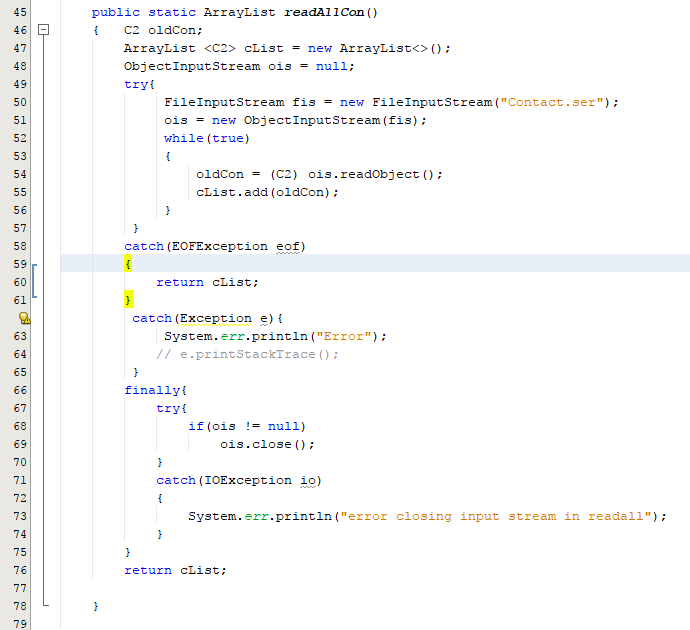 45 public static ArrayList readAllCon()
46 { C2 oldCon;
47 ArrayList <C2> cList = new ArrayList<>();
48 ObjectInputStream ois = null;
49 try{
50 FileInputStream fis = new FileInputStream("Contact.ser");
51 ois = new ObjectInputStream(fis);
52 while(true)
53 {
54 oldCon = (C2) ois.readObject();
55 cList.add(oldCon);
56 }
57 }
58 catch(EOFException eof)
59 {
60 return cList;
61 }
catch(Exception e){
63 System.err.println("Error");
64 // e.printStackTrace();
65 }
66 finally{
67 try{
68 if(ois != null)
69 ois.close();
70 }
71 catch(IOException io)
72 {
73 System.err.println("error closing input stream in readall");
74 }
75 }
76 return cList;
77
78 }
79